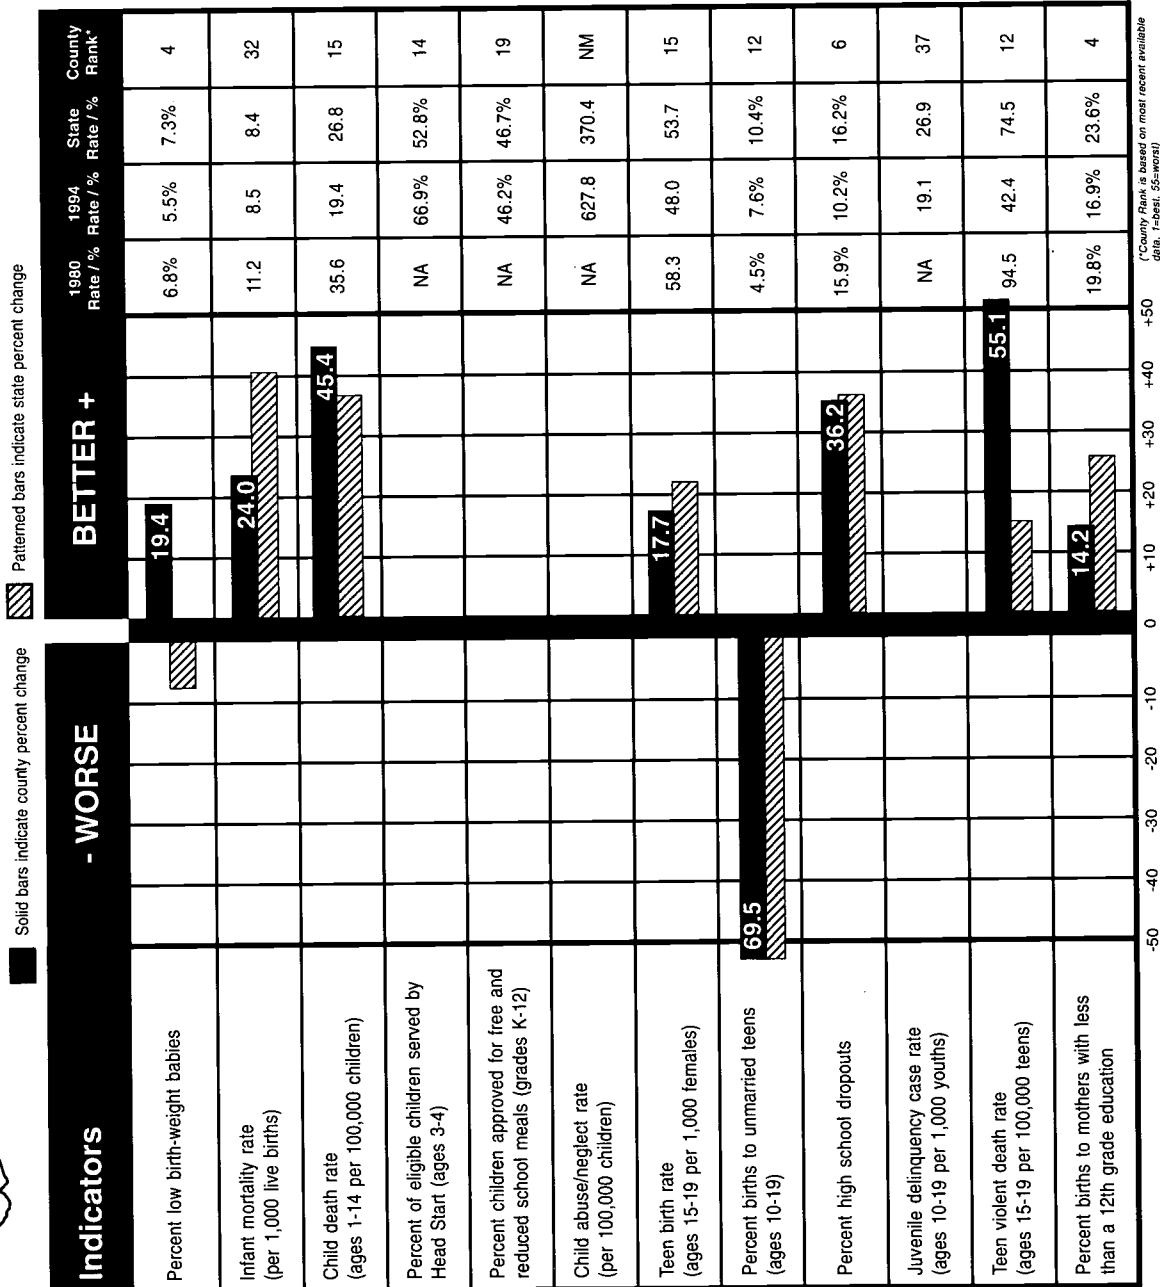 Solid bars indicate county percent change
Patterned bars indicate state percent change
Indicators
- WORSE
BETTER +
1980
Rate / %
1994
Rate / %
State
Rate / %
County
Rank*
Percent low birth-weight babies
19.4
6.8%
5.5%
7.3%
4
Infant mortality rate
(per 1,000 live births)
24.0
11.2
8.5
8.4
32
Child death rate
(ages 1-14 per 100,000 children)
45.4
35.6
19.4
26.8
15
Percent of eligible children served by
Head Start (ages 3-4)
NA
66.9%
52.8%
14
Percent children approved for free and
reduced school meals (grades K-12)
NA
46.2%
46.7%
19
Child abuse/neglect rate
(per 100,000 children)
NA
627.8
370.4
NM
Teen birth rate
(ages 15-19 per 1,000 females)
17.7
58.3
48.0
53.7
15
Percent births to unmarried teens
(ages 10-19)
69.5
4.5%
7.6%
10.4%
12
Percent high school dropouts
36.2
15.9%
10.2%
16.2%
6
Juvenile delinquency case rate
(ages 10-19 per 1,000 youths)
NA
19.1
26.9
37
Teen violent death rate
(ages 15-19 per 100,000 teens)
55.1
94.5
42.4
74.5
12
Percent births to mothers with less
than a 12th grade education
14.2
19.8%
16.9%
23.6%
4
-50
-40
-30
-20
-10
0
+10
+20
+30
+40
+50
(*County Rank is based on most recent available
data. 1=best, 55=worst)